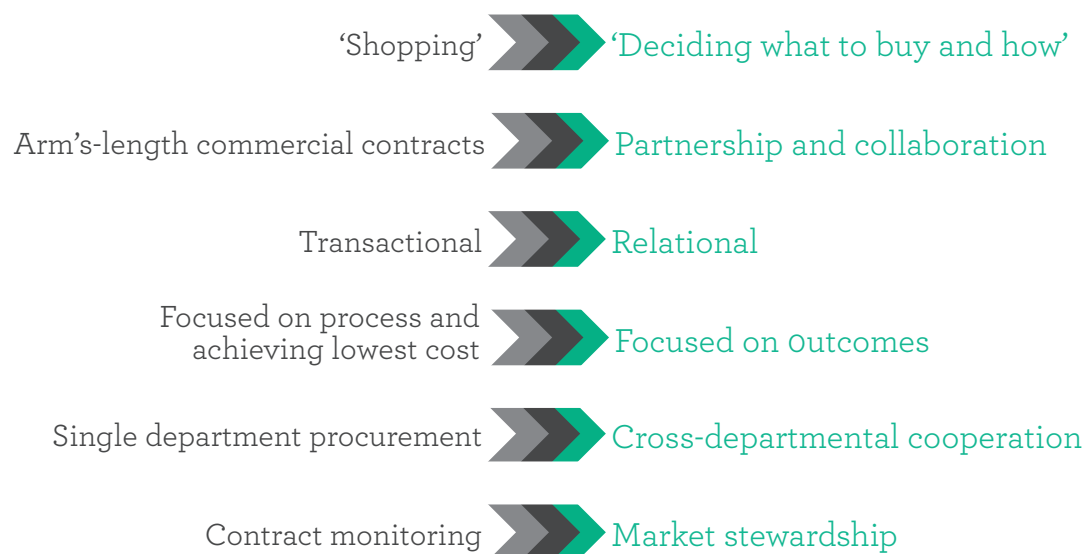 ‘Shopping’ ‘Deciding what to buy and how’
Arm’s-length commercial contracts Partnership and collaboration
Transactional Relational
Focused on process and
achieving lowest cost Focused on 0utcomes
Single department procurement Cross-departmental cooperation
Contract monitoring Market stewardship